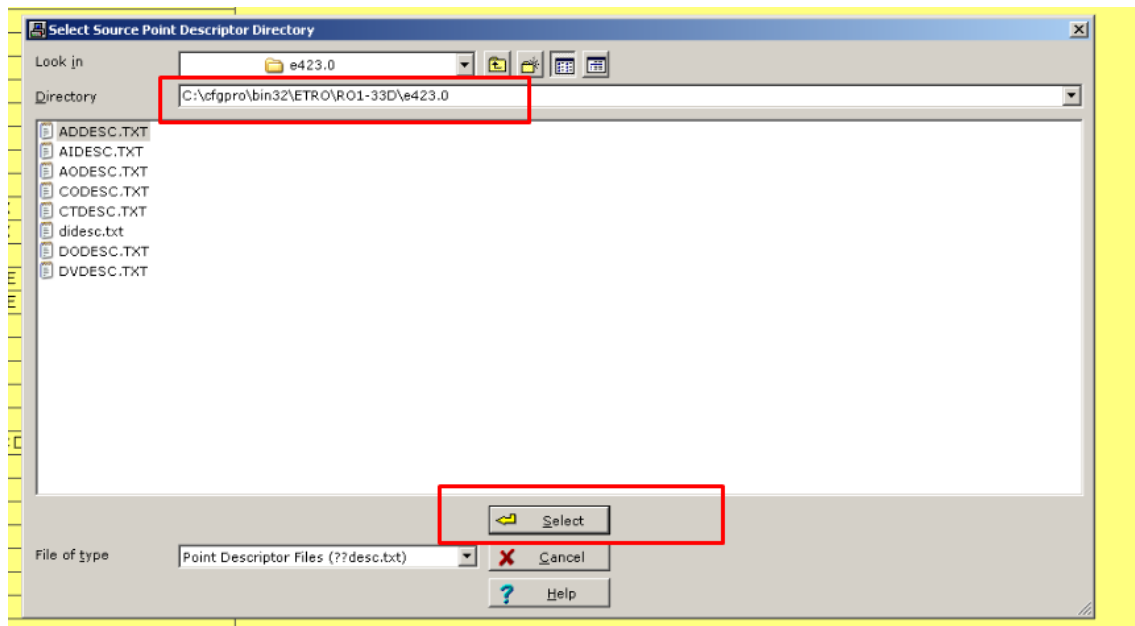 Select Source Point Descriptor Directory
Look in
e423.0
Directory
C:\cfgpro\bin32\ETRO\RO1-33D\e423.0
ADDESC.TXT
AIDESC.TXT
AODESC.TXT
CODESC.TXT
CTDESC.TXT
didesc.txt
DODESC.TXT
DVDESC.TXT
Select
File of type
Point Descriptor Files (??desc.txt)
Cancel
Help